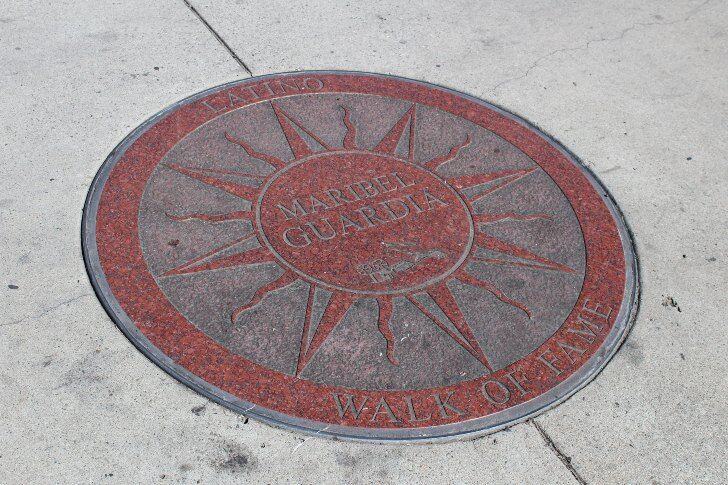 LATINO
MARIBEL
GUARDIA
WALK OF FAME